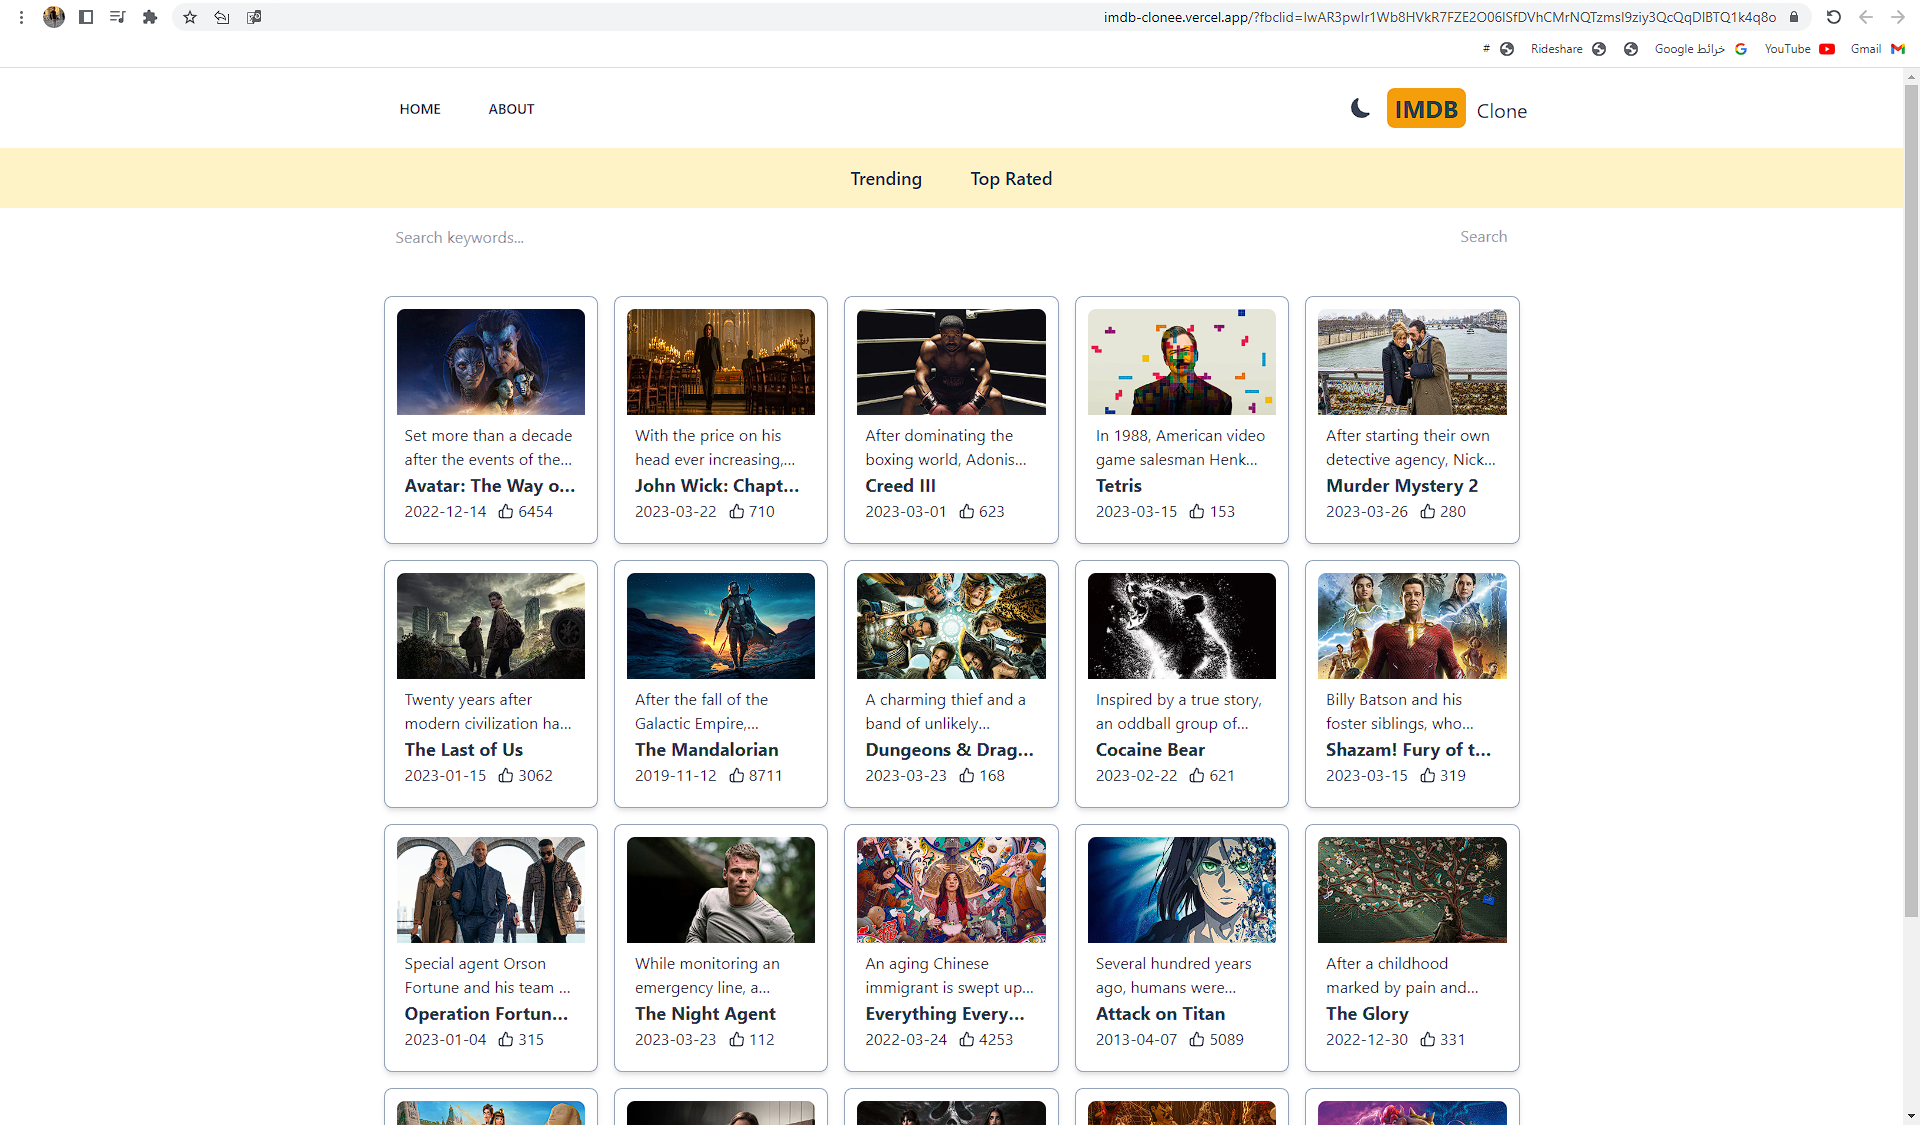 imdb-clonee.vercel.app/?fbclid=IwAR3pwIr1Wb8HVkR7FZE2O06ISfDVhCMrNQTzmsI9ziy3QcQqDIBTQ1k4q8o
# Rideshare خرائط Google YouTube Gmail
HOME ABOUT IMDB Clone
Trending Top Rated
Search keywords... Search
Set more than a decade
after the events of the...
Avatar: The Way o...
2022-12-14 6454
With the price on his
head ever increasing,...
John Wick: Chapt...
2023-03-22 710
After dominating the
boxing world, Adonis...
Creed III
2023-03-01 623
In 1988, American video
game salesman Henk...
Tetris
2023-03-15 153
After starting their own
detective agency, Nick...
Murder Mystery 2
2023-03-26 280
Twenty years after
modern civilization ha...
The Last of Us
2023-01-15 3062
After the fall of the
Galactic Empire,...
The Mandalorian
2019-11-12 8711
A charming thief and a
band of unlikely...
Dungeons & Drag...
2023-03-23 168
Inspired by a true story,
an oddball group of...
Cocaine Bear
2023-02-22 621
Billy Batson and his
foster siblings, who...
Shazam! Fury of t...
2023-03-15 319
Special agent Orson
Fortune and his team ...
Operation Fortun...
2023-01-04 315
While monitoring an
emergency line, a...
The Night Agent
2023-03-23 112
An aging Chinese
immigrant is swept up...
Everything Every...
2022-03-24 4253
Several hundred years
ago, humans were...
Attack on Titan
2013-04-07 5089
After a childhood
marked by pain and...
The Glory
2022-12-30 331